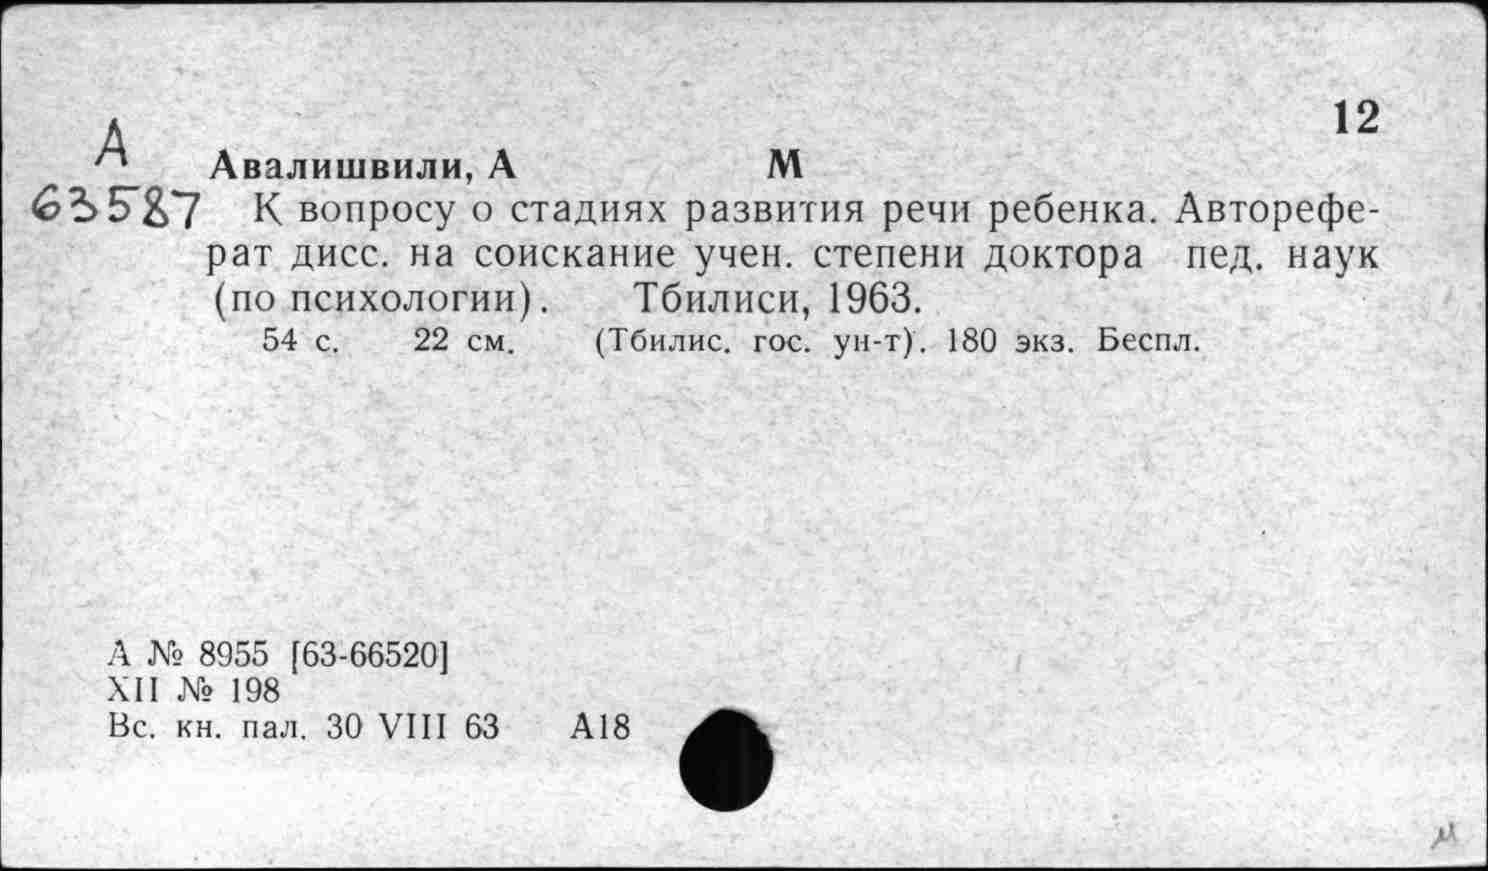 12
А
Авалишвили, А М
63587 К вопросу о стадиях развития речи ребенка. Авторефе-
рат дисс. на соискание учен. степени доктора пед. наук
(по психологии). Тбилиси, 1963.
54 с. 22 см. (Тбилис. гос. ун-т). 180 экз. Беспл.
А № 8955 [63-66520]
XII № 198
Вс. кн. пал. 30 VIII 63 А18
и